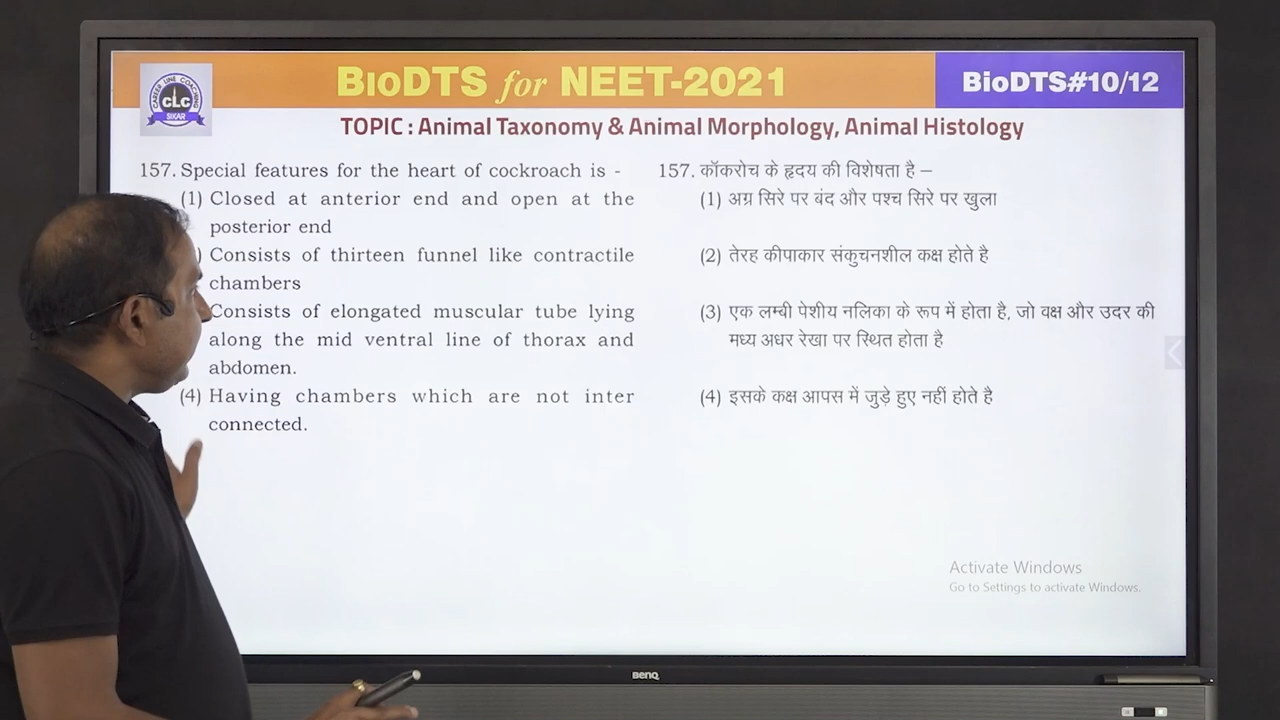 BIODTS for NEET-2021
BioDTS#10/12
CAREER LINE COACHING
CLC
SIKAR
TOPIC : Animal Taxonomy & Animal Morphology, Animal Histology
157. Special features for the heart of cockroach is -
(1) Closed at anterior end and open at the
posterior end
) Consists of thirteen funnel like contractile
chambers
Consists of elongated muscular tube lying
along the mid ventral line of thorax and
abdomen.
(4) Having chambers which are not inter
connected.
157. कॉकरोच के हृदय की विशेषता है –
(1) अग्र सिरे पर बंद और पश्च सिरे पर खुला
(2) तेरह कीपाकार संकुचनशील कक्ष होते है
(3) एक लम्बी पेशीय नलिका के रूप में होता है, जो वक्ष और उदर की
मध्य अधर रेखा पर स्थित होता है
(4) इसके कक्ष आपस में जुड़े हुए नहीं होते है
Activate Windows
Go to Settings to activate Windows.
BENQ